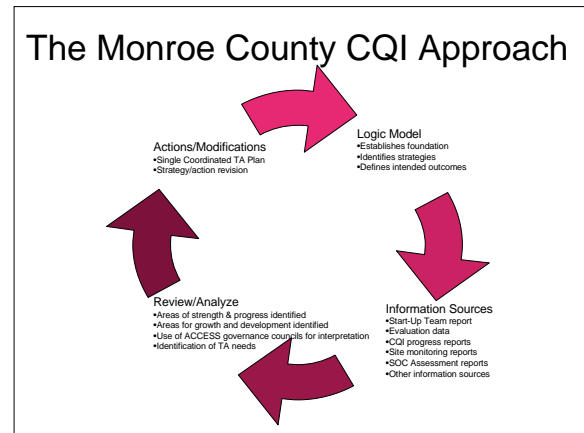 The Monroe County CQI Approach
Logic Model
•Establishes foundation
•Identifies strategies
•Defines intended outcomes
Information Sources
•Start-Up Team report
•Evaluation data
•CQI progress reports
•Site monitoring reports
•SOC Assessment reports
•Other information sources
Review/Analyze
•Areas of strength & progress identified
•Areas for growth and development identified
•Use of ACCESS governance councils for interpretation
•Identification of TA needs
Actions/Modifications
•Single Coordinated TA Plan
•Strategy/action revision